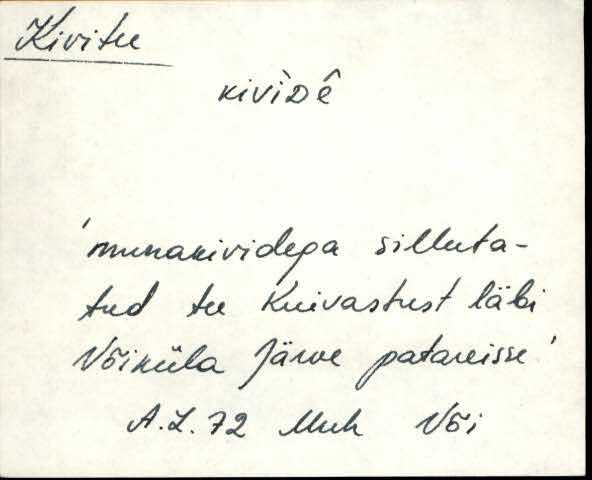 Kivitee
kivìDê
'munakividega silluta-
tud tee Kuivastust läbi
Võiküla Järve patareisse'
A.L.72 Muh Või